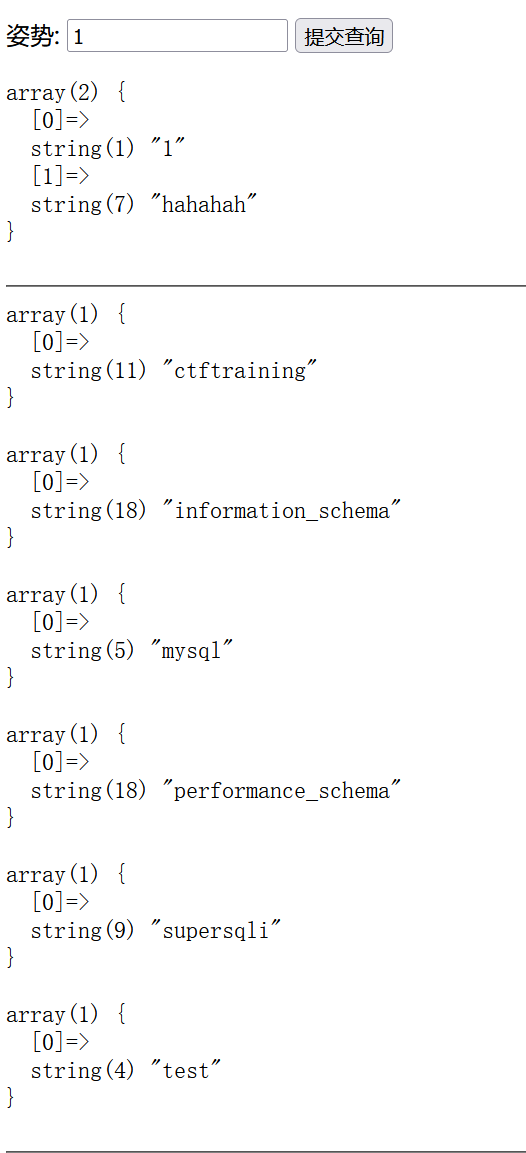 姿势: 1 提交查询
array(2) {
  [0]=>
  string(1) "1"
  [1]=>
  string(7) "hahahah"
}
array(1) {
  [0]=>
  string(11) "ctftraining"
}
array(1) {
  [0]=>
  string(18) "information_schema"
}
array(1) {
  [0]=>
  string(5) "mysql"
}
array(1) {
  [0]=>
  string(18) "performance_schema"
}
array(1) {
  [0]=>
  string(9) "supersqli"
}
array(1) {
  [0]=>
  string(4) "test"
}